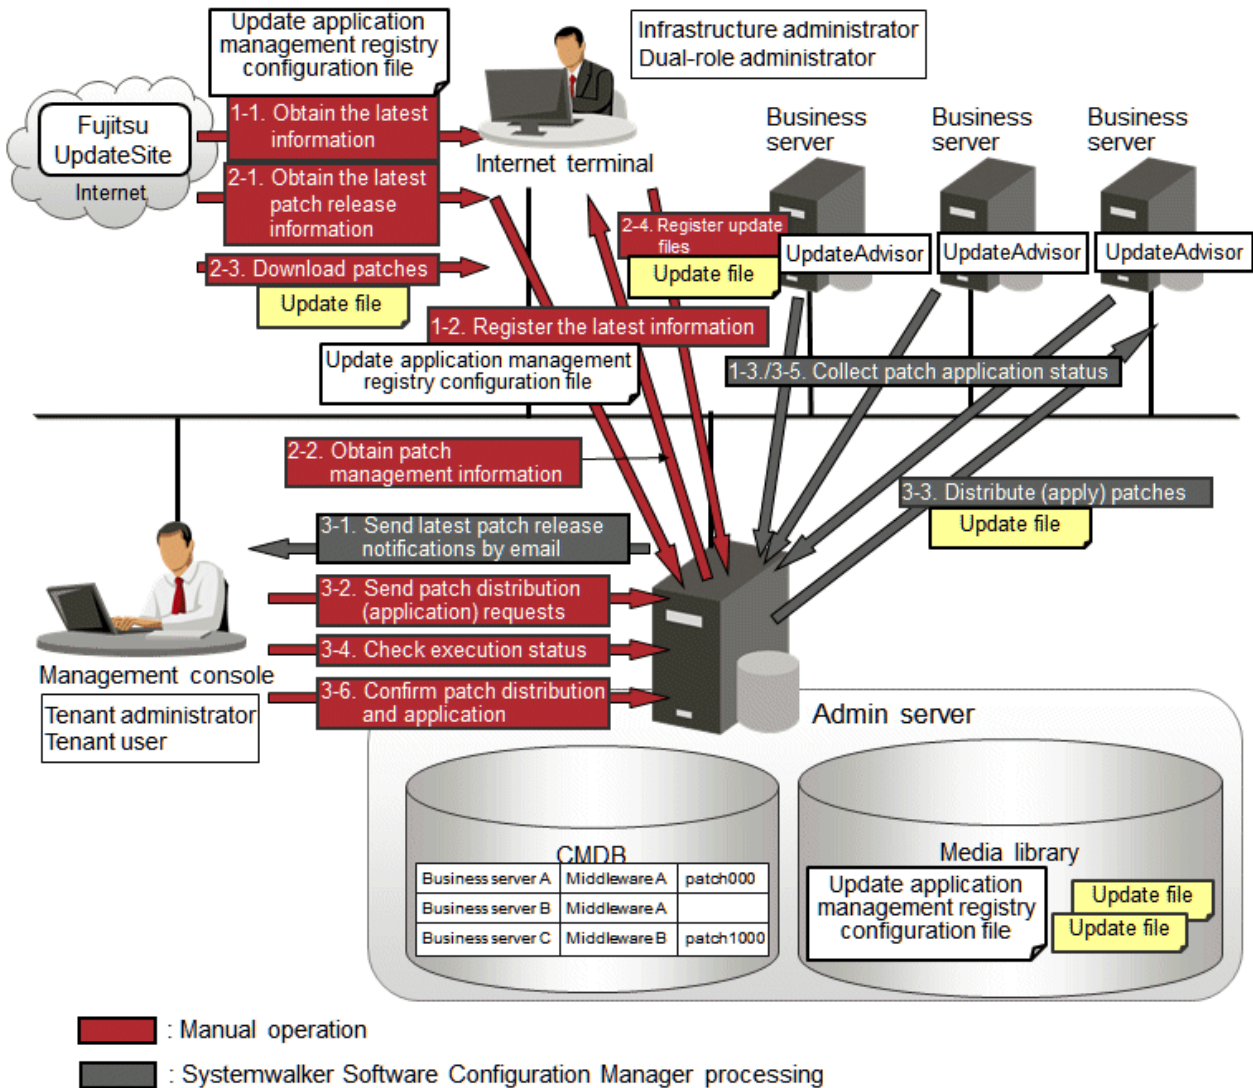 Update application
management registry
configuration file
Infrastructure administrator
Dual-role administrator
Fujitsu
UpdateSite
Internet
1-1. Obtain the latest
information
Internet terminal
2-1. Obtain the latest
patch release
information
2-3. Download patches
Update file
Business
server
Business
server
Business
server
UpdateAdvisor
UpdateAdvisor
UpdateAdvisor
2-4. Register update
files
Update file
1-2. Register the latest information
Update application management
registry configuration file
1-3./3-5. Collect patch application status
2-2. Obtain patch
management information
3-3. Distribute (apply) patches
Update file
3-1. Send latest patch release
notifications by email
3-2. Send patch distribution
(application) requests
3-4. Check execution status
3-6. Confirm patch distribution
and application
Management console
Tenant administrator
Tenant user
Admin server
CMDB
Business server A Middleware A patch000
Business server B Middleware A
Business server C Middleware B patch1000
Media library
Update application
management registry
configuration file
Update file
Update file
: Manual operation
: Systemwalker Software Configuration Manager processing